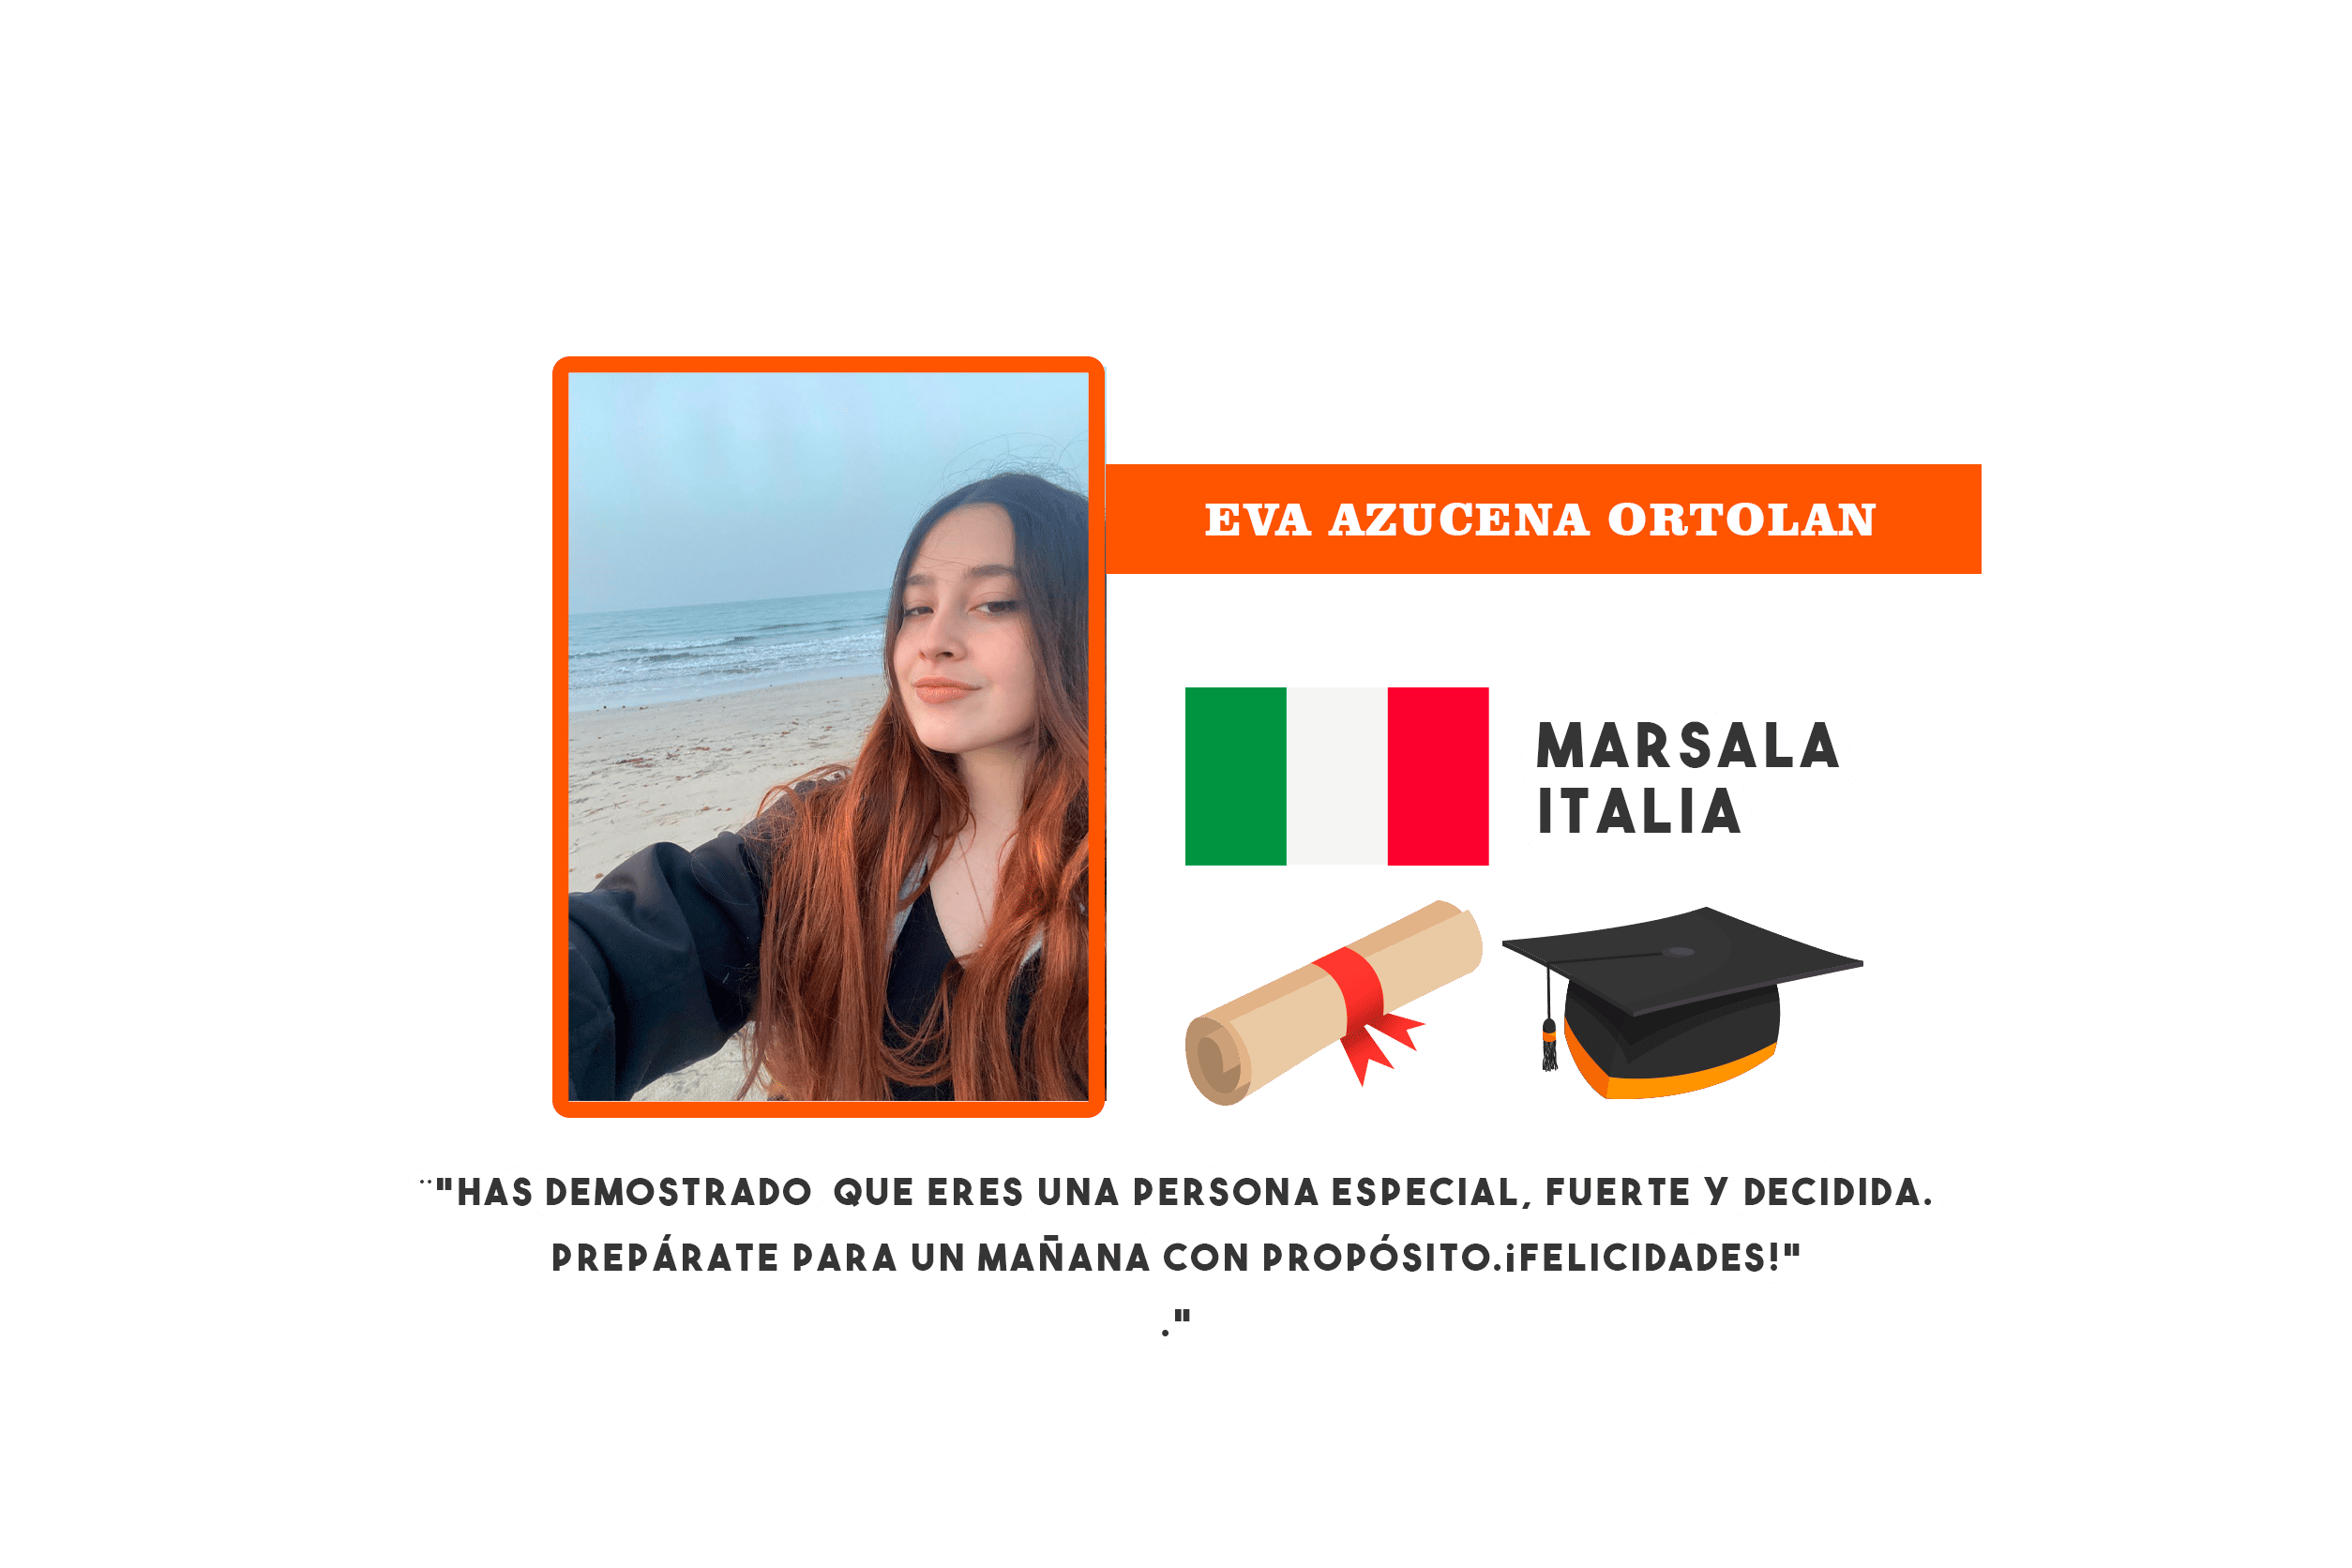 EVA AZUCENA ORTOLAN
MARSALA
ITALIA
¨"HAS DEMOSTRADO  QUE ERES UNA PERSONA ESPECIAL, FUERTE Y DECIDIDA.
PREPÁRATE PARA UN MAÑANA CON PROPÓSITO.¡FELICIDADES!"
."